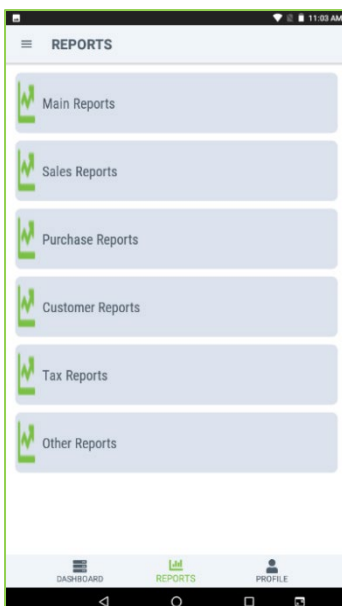 11:03 AM
REPORTS
Main Reports
Sales Reports
Purchase Reports
Customer Reports
Tax Reports
Other Reports
DASHBOARD REPORTS PROFILE